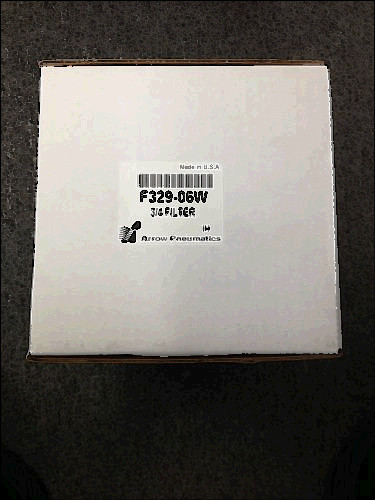 Made in U.S.A
F329-06W
3/4 FILTER
Arrow Pneumatics